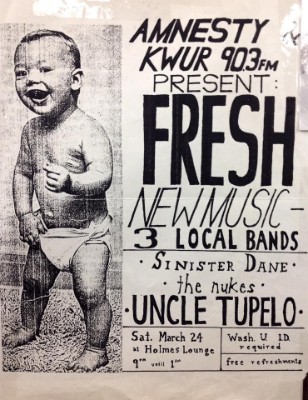 AMNESTY
KWUR 90.3FM
PRESENT:
FRESH
NEW MUSIC -
3 LOCAL BANDS
· SINISTER DANE ·
the nukes ·
· UNCLE TUPELO ·
Sat. March 24
at Holmes Lounge
9PM until 1AM
Wash. U I.D.
required
free refreshments